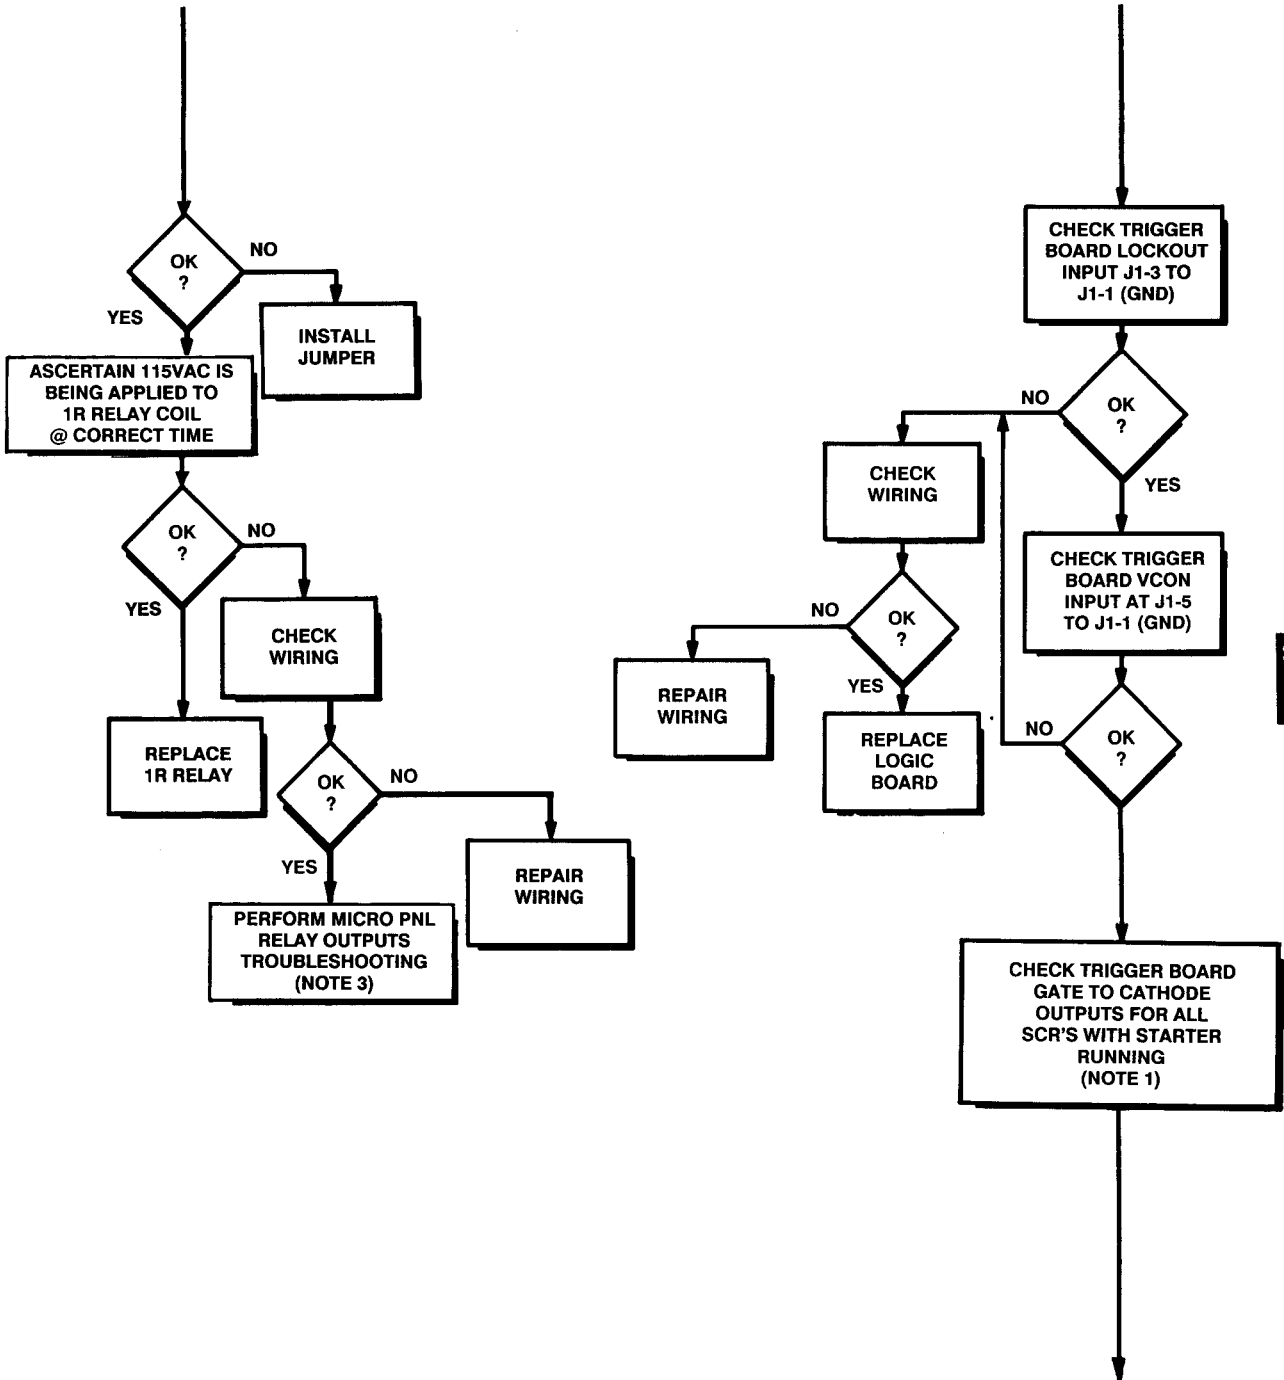 OK
?
NO
YES
INSTALL
JUMPER
ASCERTAIN 115VAC IS
BEING APPLIED TO
1R RELAY COIL
@ CORRECT TIME
OK
?
NO
YES
CHECK
WIRING
REPLACE
1R RELAY
OK
?
NO
YES
REPAIR
WIRING
PERFORM MICRO PNL
RELAY OUTPUTS
TROUBLESHOOTING
(NOTE 3)
CHECK TRIGGER
BOARD LOCKOUT
INPUT J1-3 TO
J1-1 (GND)
OK
?
NO
YES
CHECK
WIRING
OK
?
NO
YES
REPAIR
WIRING
REPLACE
LOGIC
BOARD
CHECK TRIGGER
BOARD VCON
INPUT AT J1-5
TO J1-1 (GND)
OK
?
NO
CHECK TRIGGER BOARD
GATE TO CATHODE
OUTPUTS FOR ALL
SCR'S WITH STARTER
RUNNING
(NOTE 1)